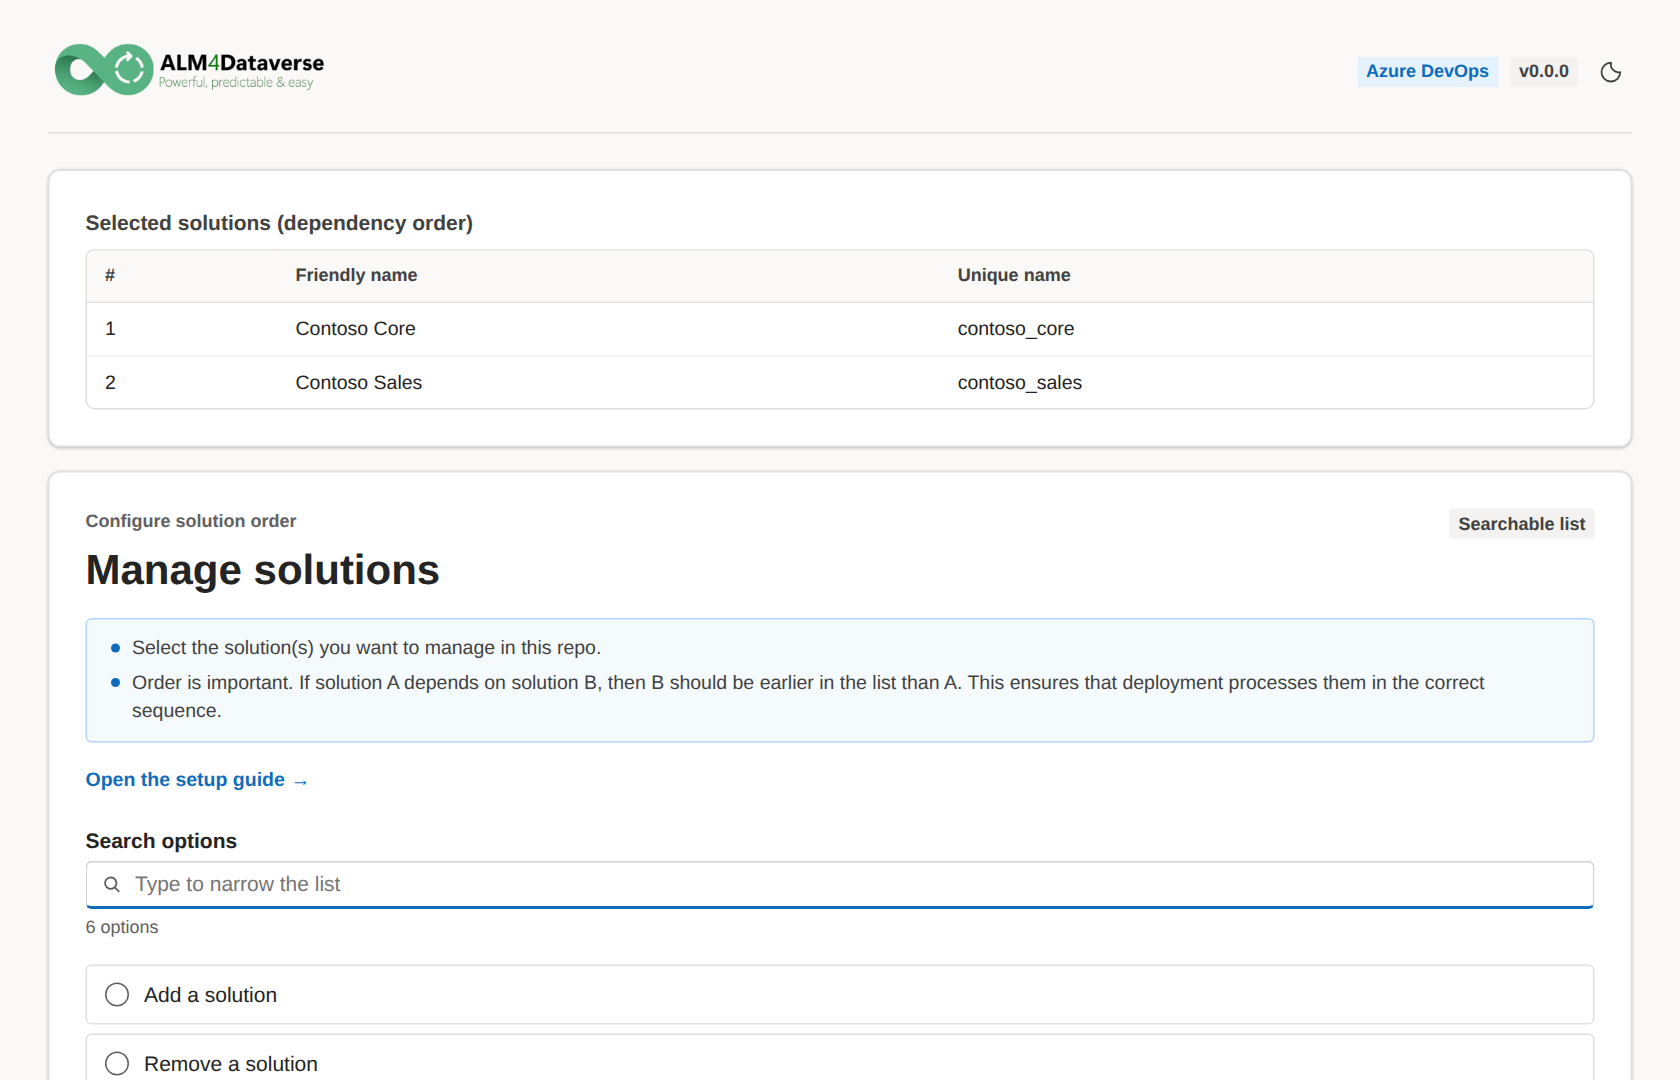 ALM4Dataverse
Powerful, predictable & easy
Azure DevOps
v0.0.0
Selected solutions (dependency order)
# Friendly name Unique name
1 Contoso Core contoso_core
2 Contoso Sales contoso_sales
Configure solution order
Searchable list
Manage solutions
Select the solution(s) you want to manage in this repo.
Order is important. If solution A depends on solution B, then B should be earlier in the list than A. This ensures that deployment processes them in the correct
sequence.
Open the setup guide →
Search options
Type to narrow the list
6 options
Add a solution
Remove a solution